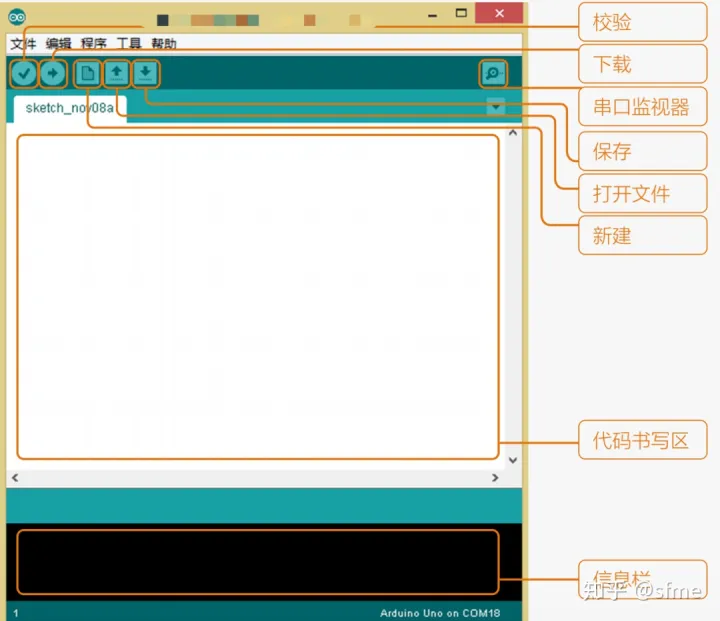 校验
文件 编辑 程序 工具 帮助
下载
sketch_nov08a
串口监视器
保存
打开文件
新建
代码书写区
信息栏
知乎 @sfme
1
Arduino Uno on COM18